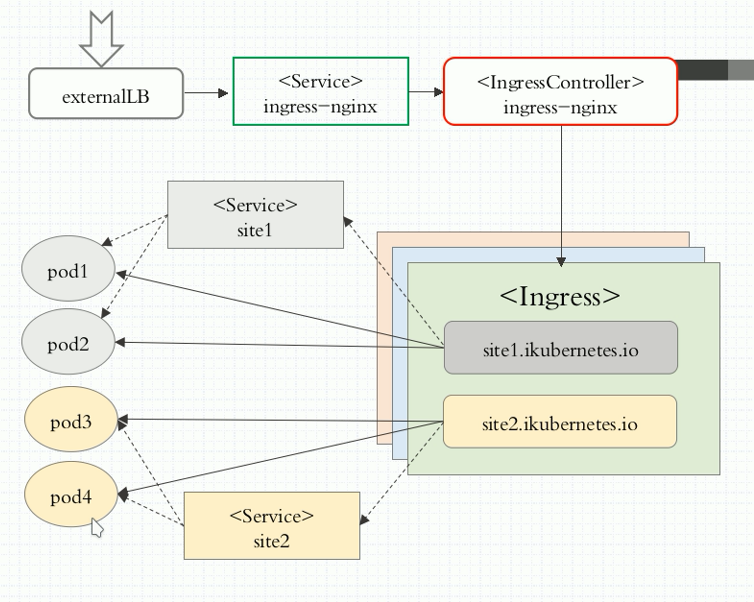 externalLB
<Service>
ingress-nginx
<IngressController>
ingress-nginx
<Service>
site1
pod1
pod2
pod3
pod4
<Ingress>
site1.ikubernetes.io
site2.ikubernetes.io
<Service>
site2